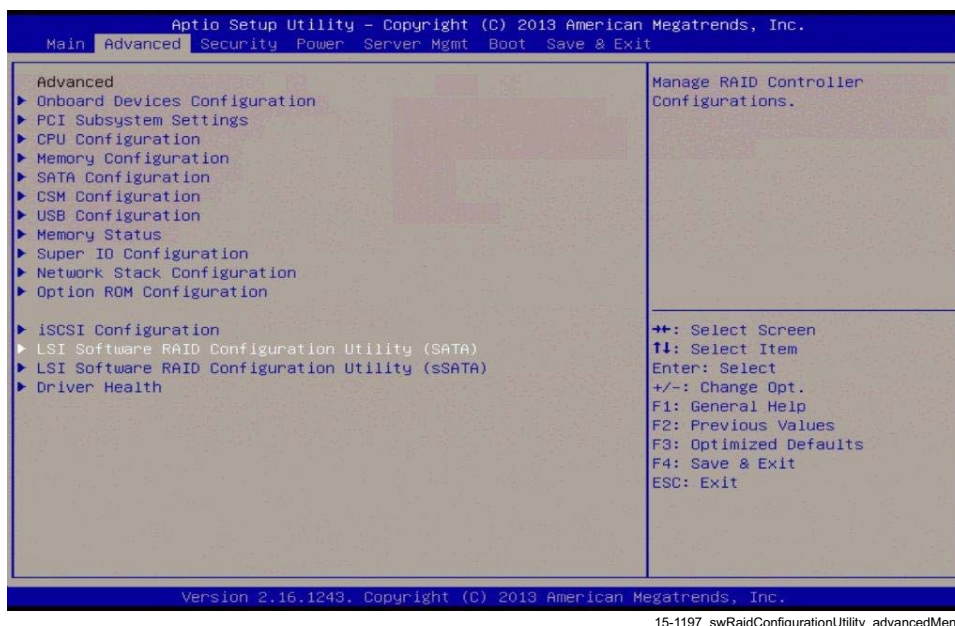 Aptio Setup Utility – Copyright (C) 2013 American Megatrends, Inc.
Main Advanced Security Power Server Mgmt Boot Save & Exit
Advanced
▶ Onboard Devices Configuration
▶ PCI Subsystem Settings
▶ CPU Configuration
▶ Memory Configuration
▶ SATA Configuration
▶ CSM Configuration
▶ USB Configuration
▶ Memory Status
▶ Super IO Configuration
▶ Network Stack Configuration
▶ Option ROM Configuration
▶ iSCSI Configuration
▶ LSI Software RAID Configuration Utility (SATA)
▶ LSI Software RAID Configuration Utility (sSATA)
▶ Driver Health
Manage RAID Controller
Configurations.
→←: Select Screen
↑↓: Select Item
Enter: Select
+/-: Change Opt.
F1: General Help
F2: Previous Values
F3: Optimized Defaults
F4: Save & Exit
ESC: Exit
Version 2.16.1243. Copyright (C) 2013 American Megatrends, Inc.
15-1197_swRaidConfigurationUtility_advancedMen